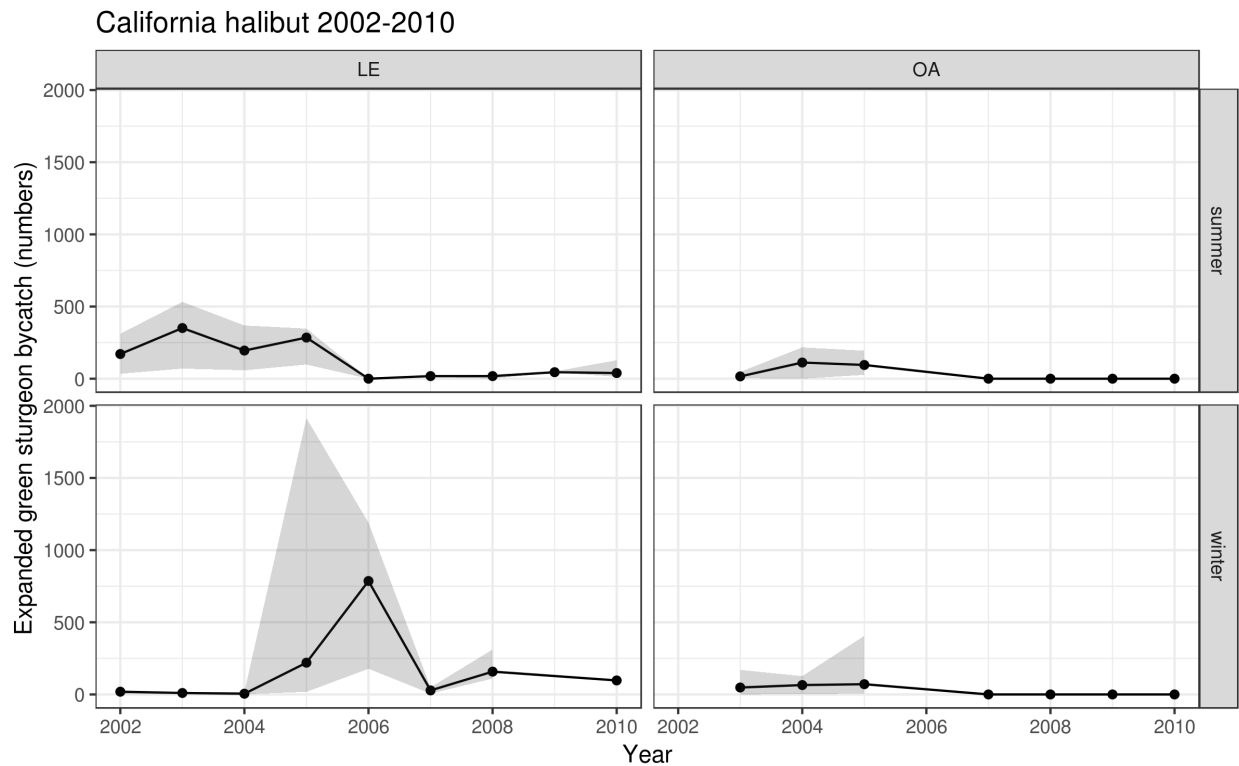 California halibut 2002-2010
LE
OA
Expanded green sturgeon bycatch (numbers)
2000
1500
1000
500
0
summer
2000
1500
1000
500
0
winter
2002 2004 2006 2008 2010
2002 2004 2006 2008 2010
Year